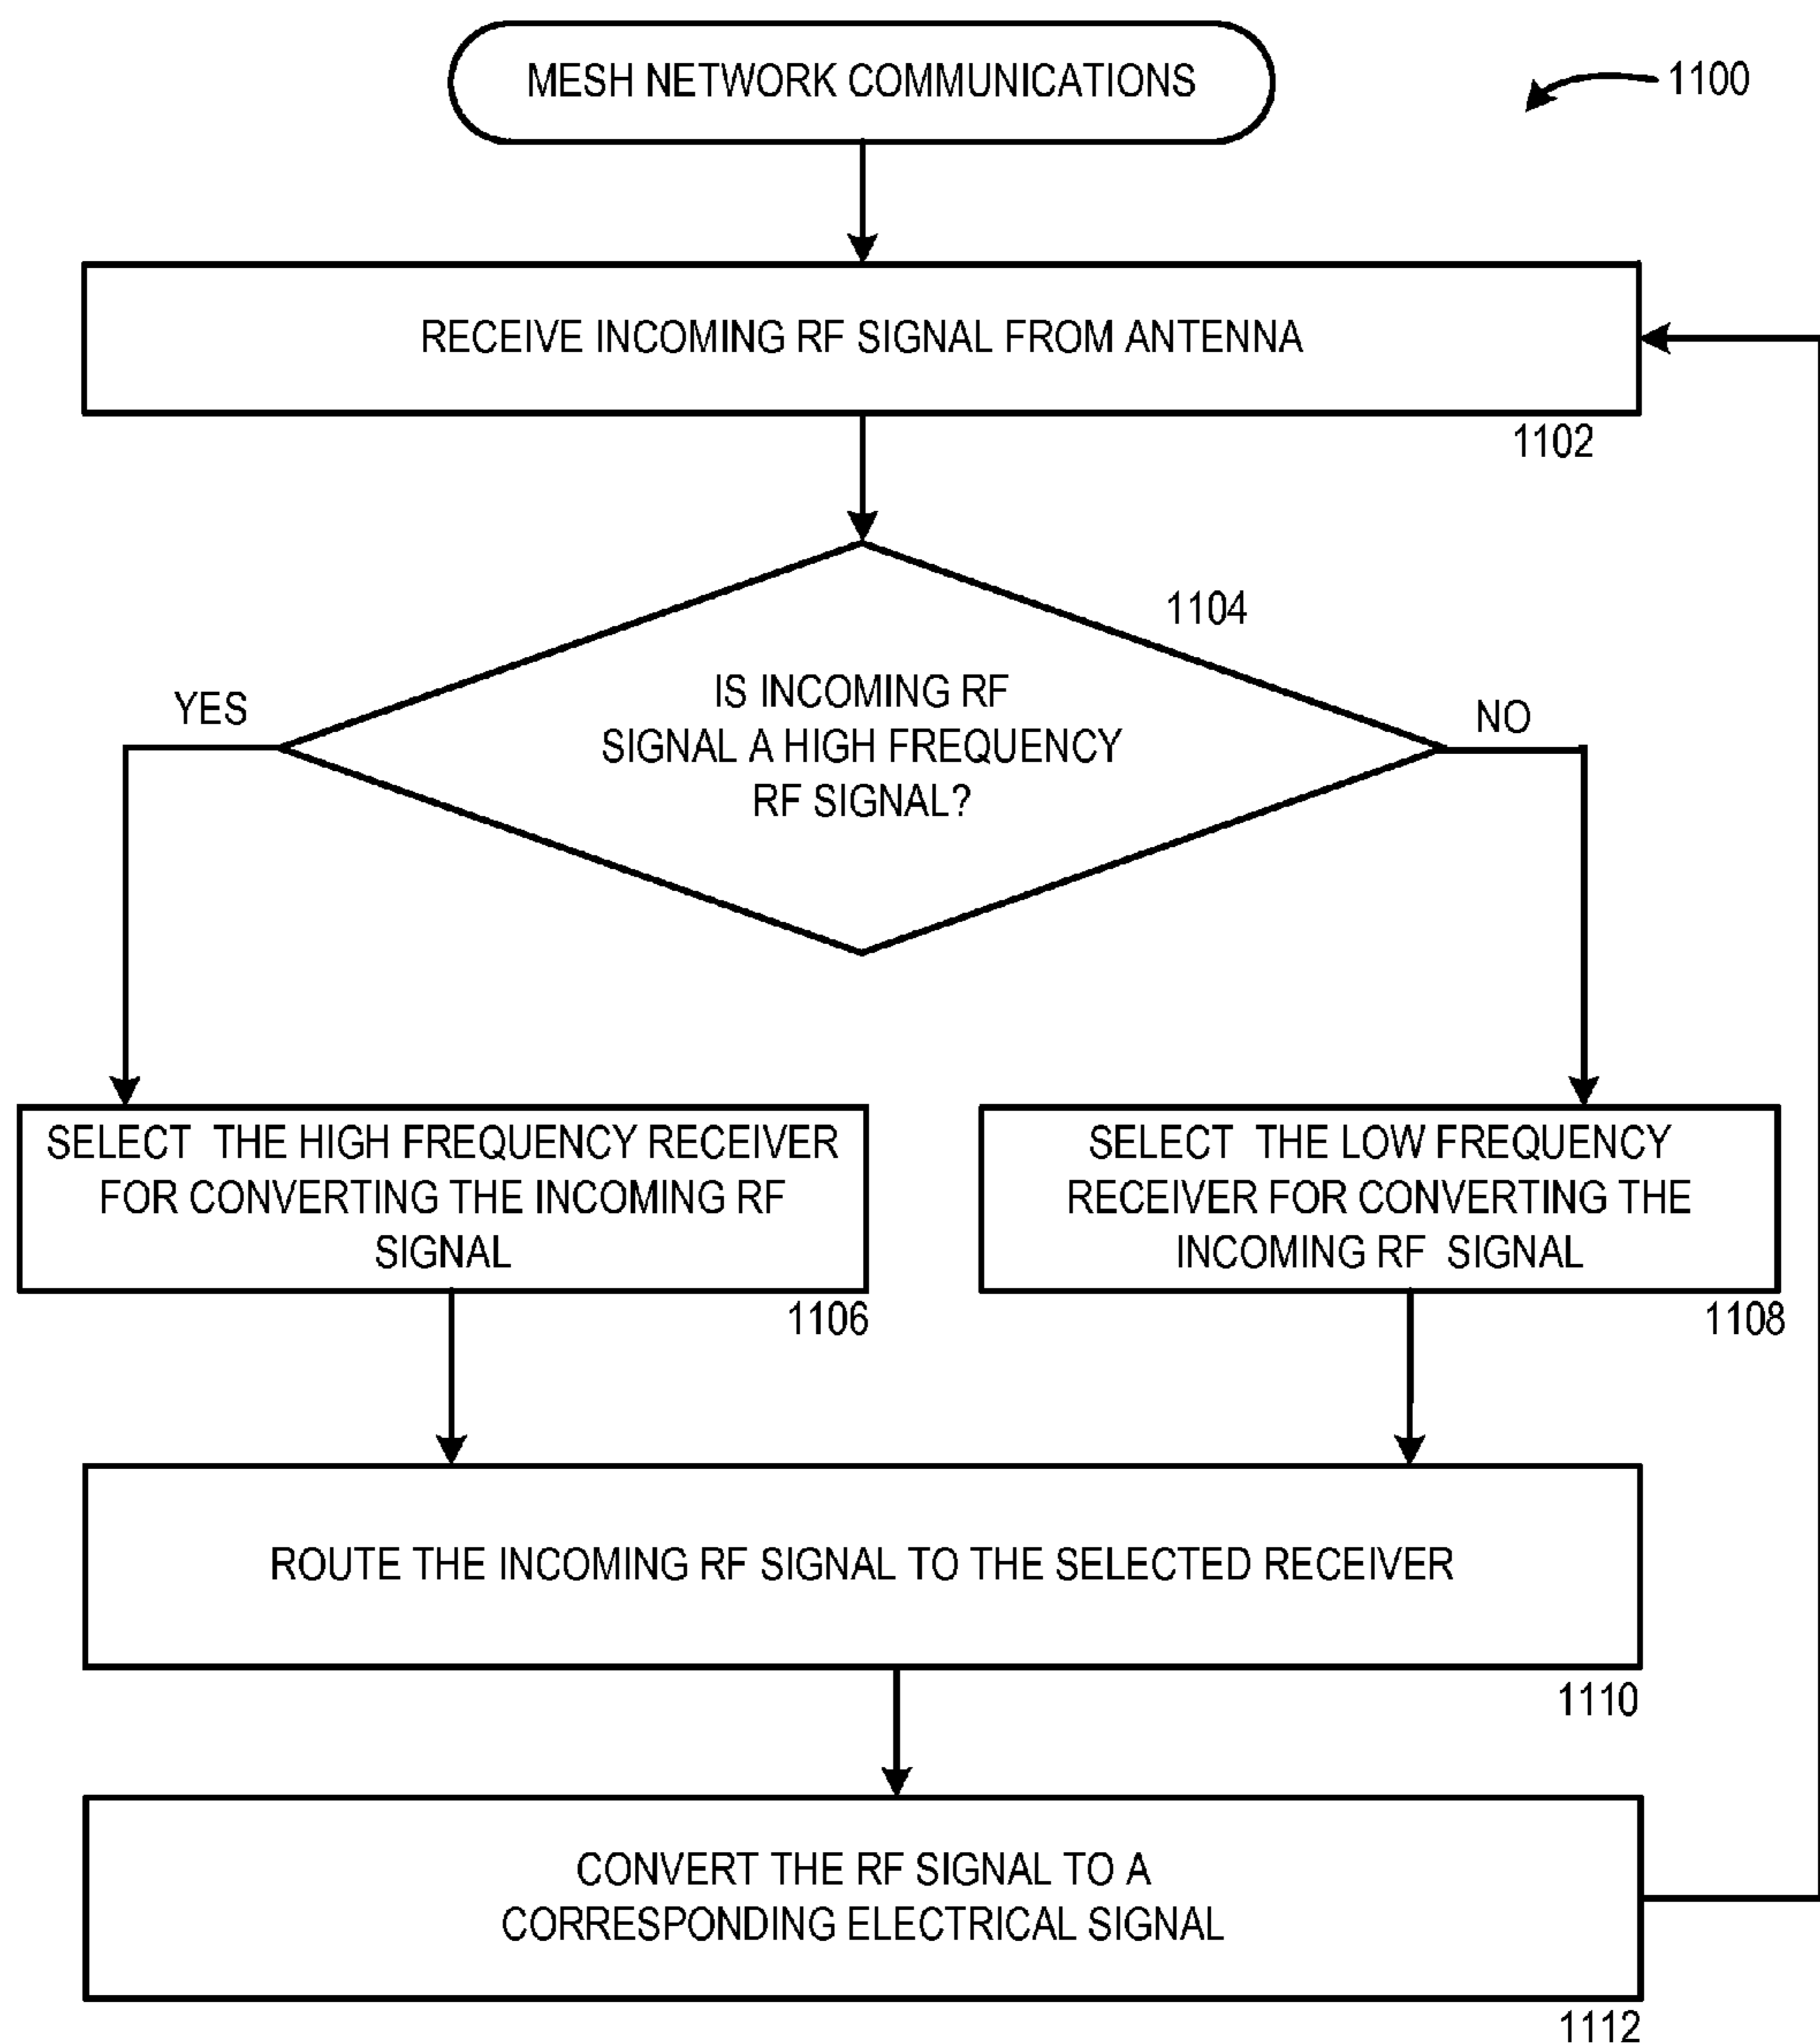 MESH NETWORK COMMUNICATIONS
1100
RECEIVE INCOMING RF SIGNAL FROM ANTENNA
1102
1104
IS INCOMING RF
SIGNAL A HIGH FREQUENCY
RF SIGNAL?
YES
NO
SELECT THE HIGH FREQUENCY RECEIVER
FOR CONVERTING THE INCOMING RF
SIGNAL
1106
SELECT THE LOW FREQUENCY
RECEIVER FOR CONVERTING THE
INCOMING RF SIGNAL
1108
ROUTE THE INCOMING RF SIGNAL TO THE SELECTED RECEIVER
1110
CONVERT THE RF SIGNAL TO A
CORRESPONDING ELECTRICAL SIGNAL
1112